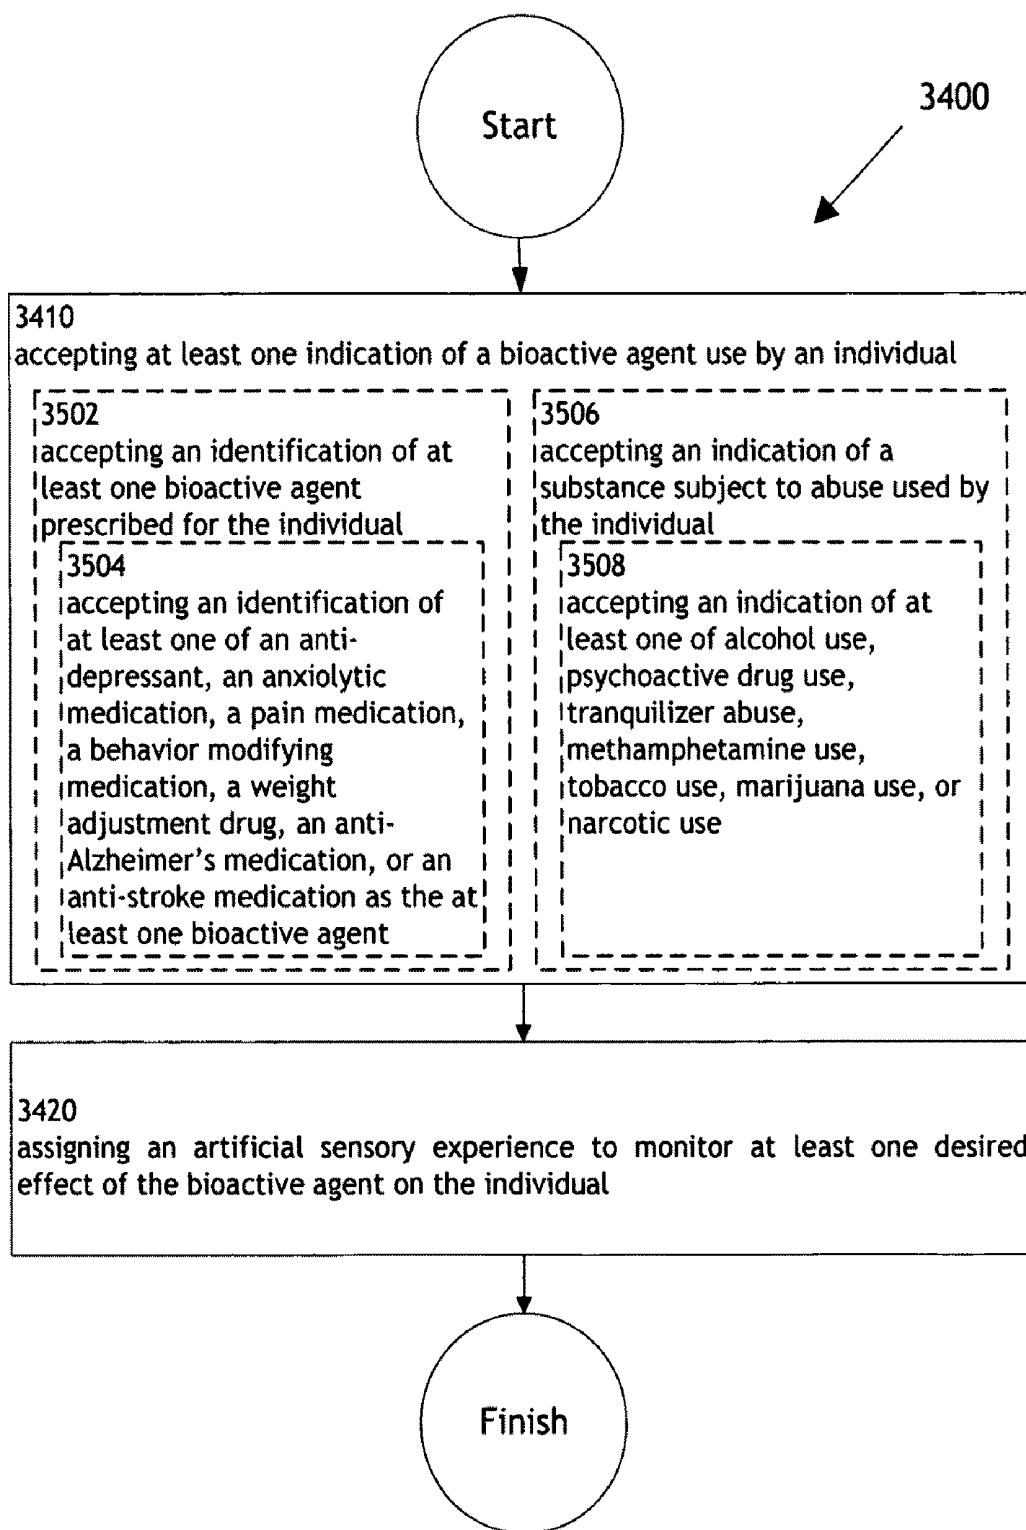 Start
3400
3410
accepting at least one indication of a bioactive agent use by an individual
3502
accepting an identification of at
least one bioactive agent
prescribed for the individual
3504
accepting an identification of
at least one of an anti-
depressant, an anxiolytic
medication, a pain medication,
a behavior modifying
medication, a weight
adjustment drug, an anti-
Alzheimer's medication, or an
anti-stroke medication as the at
least one bioactive agent
3506
accepting an indication of a
substance subject to abuse used by
the individual
3508
accepting an indication of at
least one of alcohol use,
psychoactive drug use,
tranquilizer abuse,
methamphetamine use,
tobacco use, marijuana use, or
narcotic use
3420
assigning an artificial sensory experience to monitor at least one desired
effect of the bioactive agent on the individual
Finish